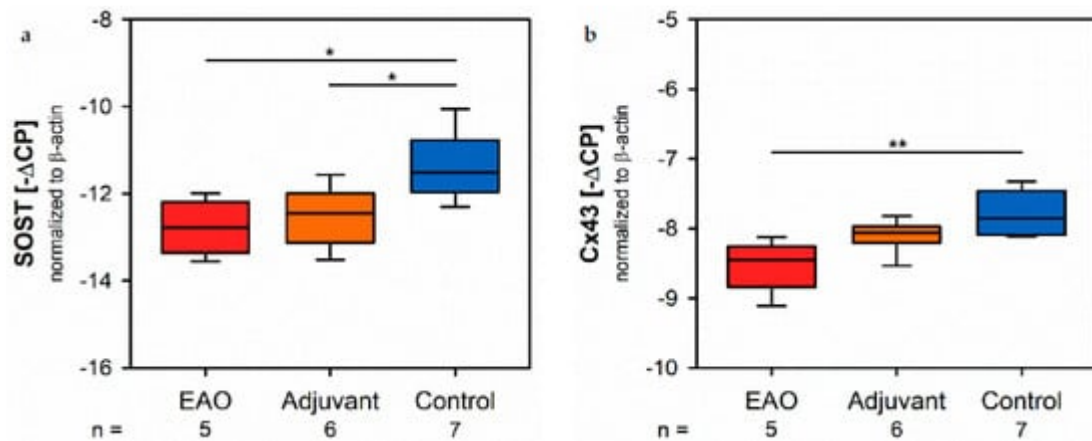 a
SOST [-ΔCP]
normalized to β-actin
-8
-10
-12
-14
-16
*
*
EAO Adjuvant Control
n = 5 6 7
b
Cx43 [-ΔCP]
normalized to β-actin
-5
-6
-7
-8
-9
-10
**
EAO Adjuvant Control
n = 5 6 7